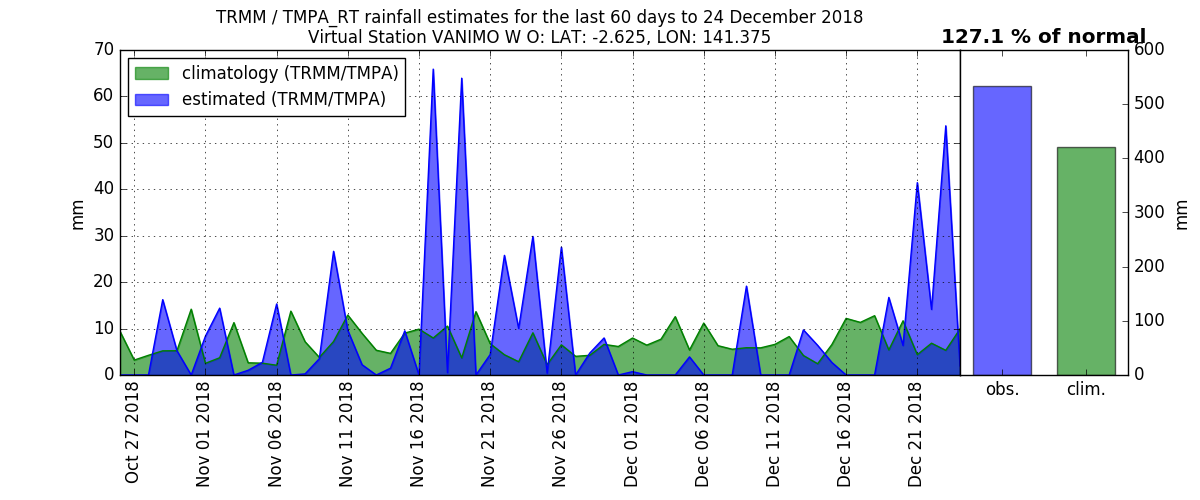 TRMM / TMPA_RT rainfall estimates for the last 60 days to 24 December 2018
Virtual Station VANIMO W O: LAT: -2.625, LON: 141.375
127.1 % of normal
climatology (TRMM/TMPA)
estimated (TRMM/TMPA)
70
60
50
40
30
20
10
0
mm
600
500
400
300
200
100
0
mm
Oct 27 2018
Nov 01 2018
Nov 06 2018
Nov 11 2018
Nov 16 2018
Nov 21 2018
Nov 26 2018
Dec 01 2018
Dec 06 2018
Dec 11 2018
Dec 16 2018
Dec 21 2018
obs.
clim.